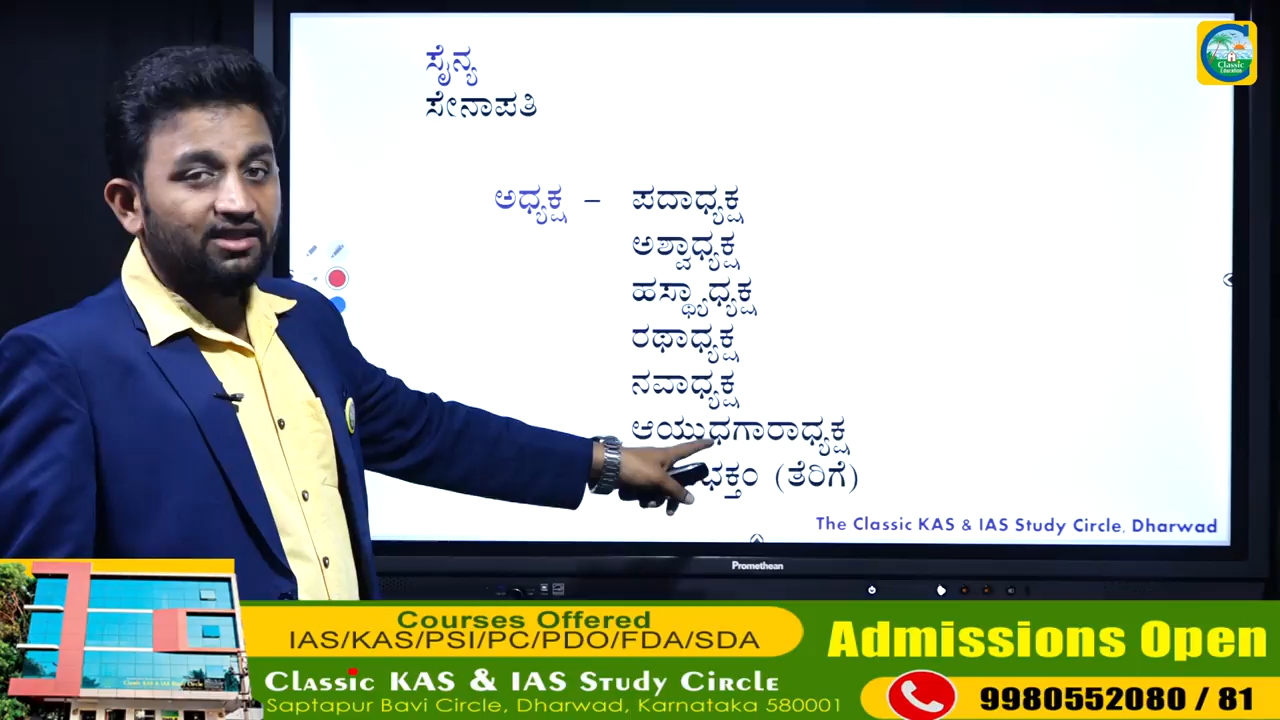 ಸೈನ್ಯ
ಸೇನಾಪತಿ
ಅಧ್ಯಕ್ಷ – ಪದಾಧ್ಯಕ್ಷ
ಅಶ್ವಾಧ್ಯಕ್ಷ
ಹಸ್ಥ್ಯಾಧ್ಯಕ್ಷ
ರಥಾಧ್ಯಕ್ಷ
ನವಾಧ್ಯಕ್ಷ
ಆಯುಧಗಾರಾಧ್ಯಕ್ಷ
(ತೆರಿಗೆ)
The Classic KAS & IAS Study Circle, Dharwad
Classic
Education
Promethean
Courses Offered
IAS/KAS/PSI/PC/PDO/FDA/SDA
Classic KAS & IAS Study Circle
Saptapur Bavi Circle, Dharwad, Karnataka 580001
Admissions Open
9980552080 / 81